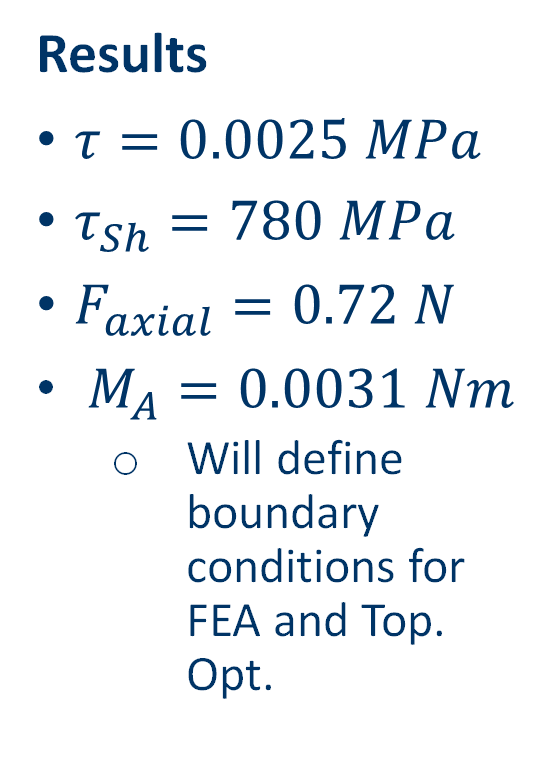 Results
• τ = 0.0025 MPa
• τ_Sh = 780 MPa
• F_axial = 0.72 N
• M_A = 0.0031 Nm
○ Will define
boundary
conditions for
FEA and Top.
Opt.